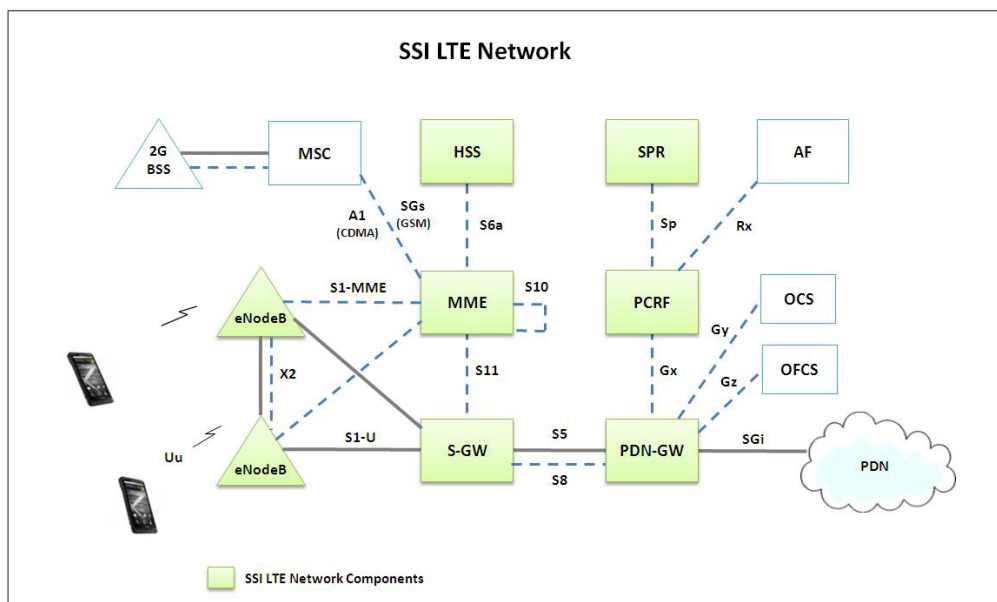 SSI LTE Network
2G
BSS
MSC
HSS
SPR
AF
A1
(CDMA)
SGs
(GSM)
S6a
Sp
Rx
eNodeB
S1-MME
MME
S10
PCRF
OCS
Gy
X2
S11
Gx
Gz
OFCS
Uu
eNodeB
S1-U
S-GW
S5
S8
PDN-GW
SGi
PDN
SSI LTE Network Components